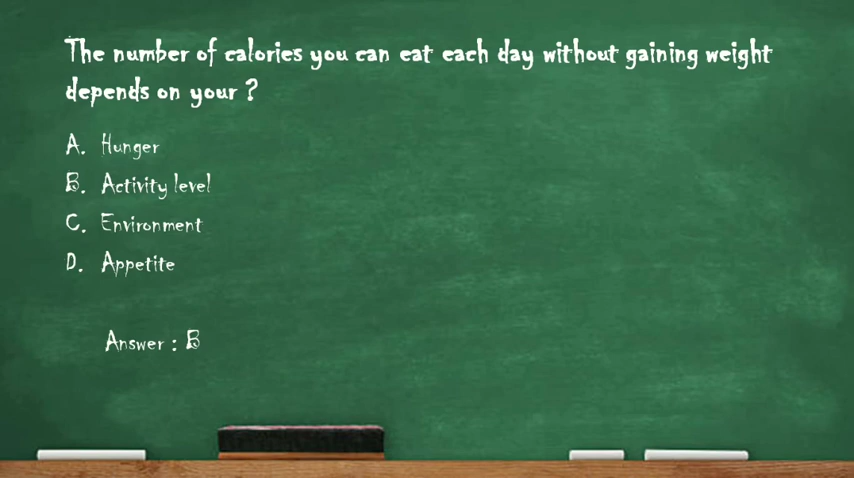 The number of calories you can eat each day without gaining weight
depends on your ?
A. Hunger
B. Activity level
C. Environment
D. Appetite
Answer : B